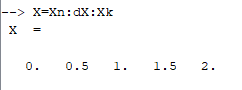 --> X=Xn:dX:Xk
X  =
0.   0.5   1.   1.5   2.